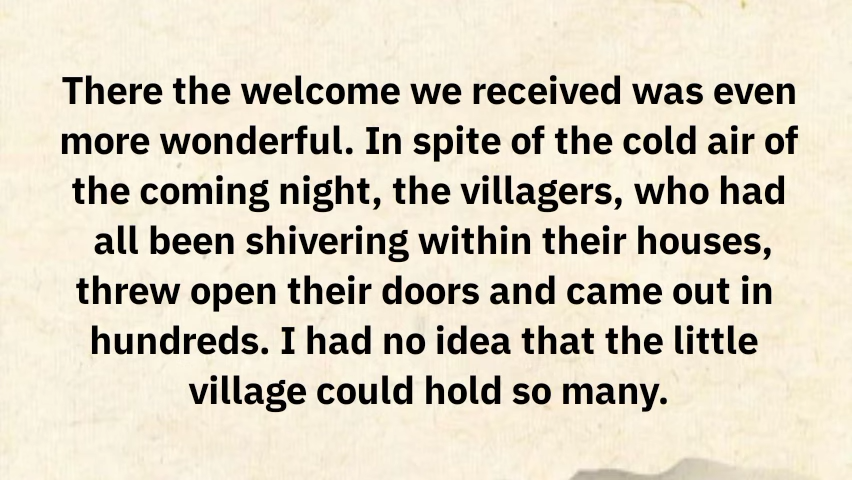 There the welcome we received was even
more wonderful. In spite of the cold air of
the coming night, the villagers, who had
all been shivering within their houses,
threw open their doors and came out in
hundreds. I had no idea that the little
village could hold so many.